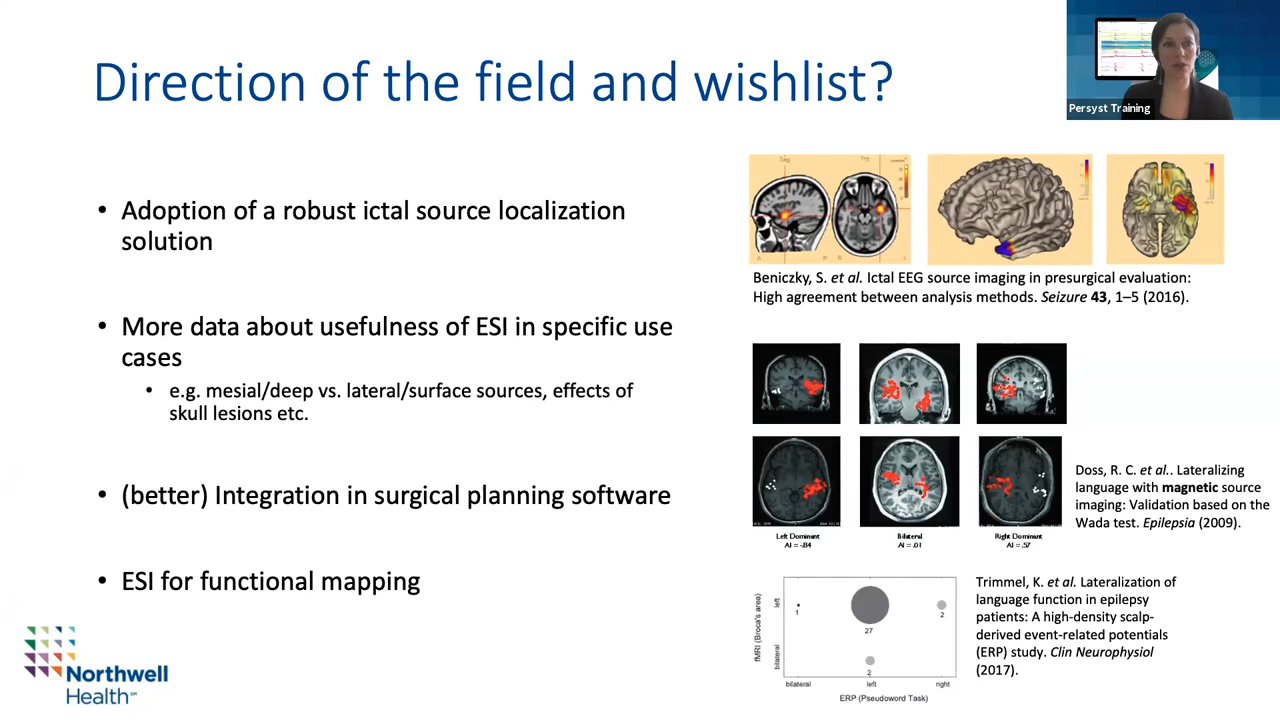 Direction of the field and wishlist?
Persyst Training
• Adoption of a robust ictal source localization
solution
• More data about usefulness of ESI in specific use
cases
• e.g. mesial/deep vs. lateral/surface sources, effects of
skull lesions etc.
• (better) Integration in surgical planning software
• ESI for functional mapping
Northwell
Health
Beniczky, S. et al. Ictal EEG source imaging in presurgical evaluation:
High agreement between analysis methods. Seizure 43, 1–5 (2016).
Left Dominant
AI = -.84
Bilateral
AI = .01
Right Dominant
AI = .57
Doss, R. C. et al.. Lateralizing
language with magnetic source
imaging: Validation based on the
Wada test. Epilepsia (2009).
fMRI (Broca's area)
left
bilateral
1
27
2
2
bilateral
left
right
ERP (Pseudoword Task)
Trimmel, K. et al. Lateralization of
language function in epilepsy
patients: A high-density scalp-
derived event-related potentials
(ERP) study. Clin Neurophysiol
(2017).